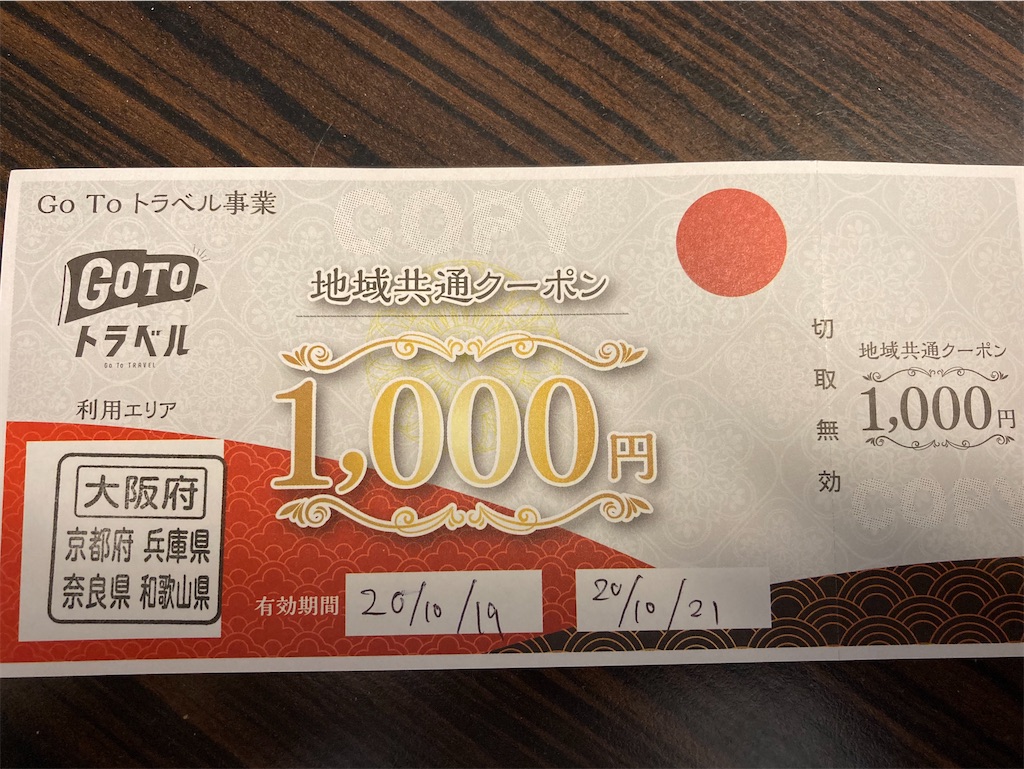 Go To トラベル事業
COPY
GOTO
トラベル
Go To TRAVEL
地域共通クーポン
1,000円
利用エリア
大阪府
京都府 兵庫県
奈良県 和歌山県
有効期間 20/10/19 20/10/21
切取無効
地域共通クーポン
1,000円